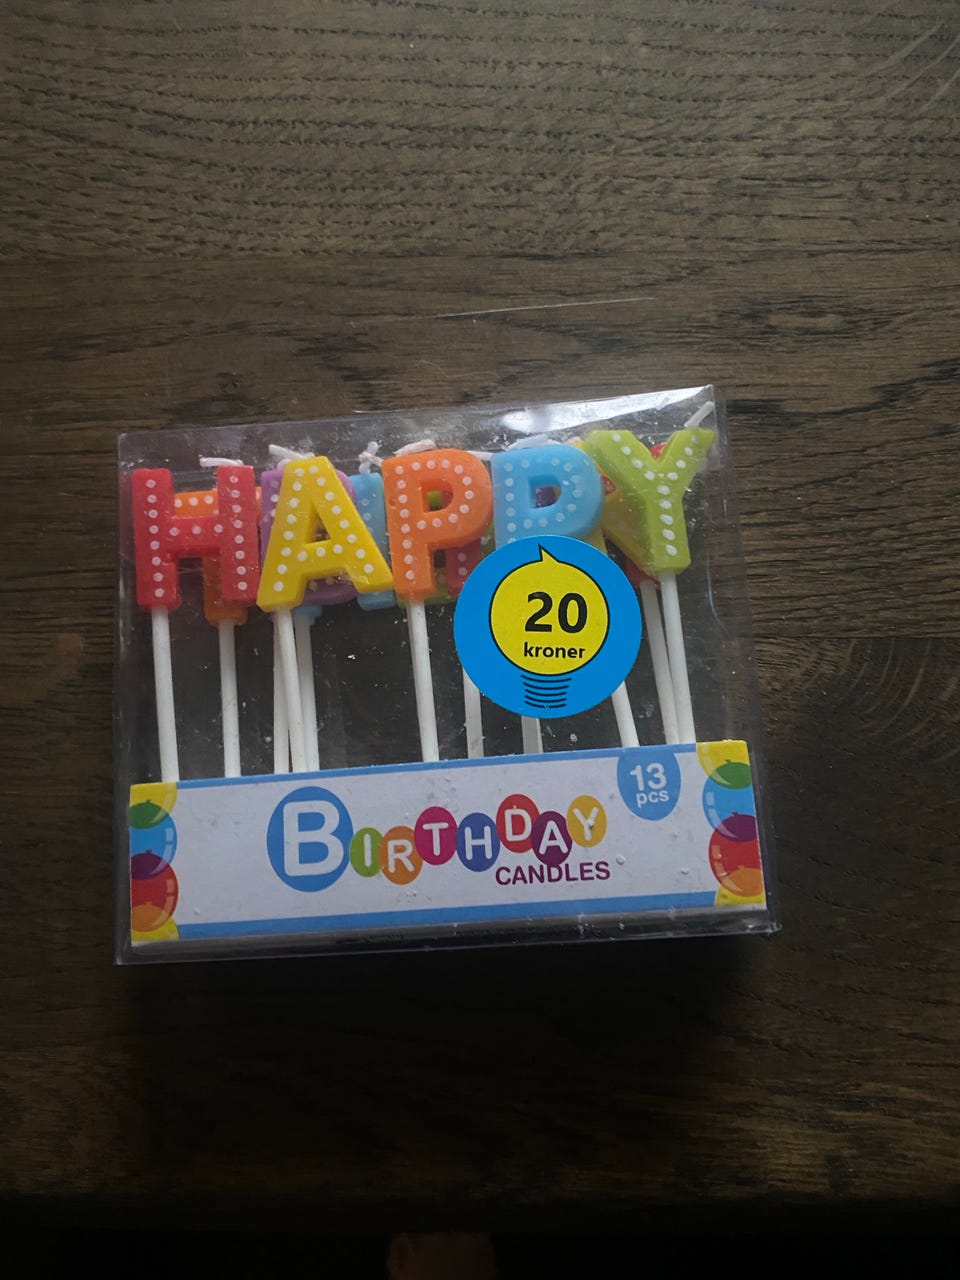 HAPPY
20
kroner
13
pcs
BIRTHDAY
CANDLES